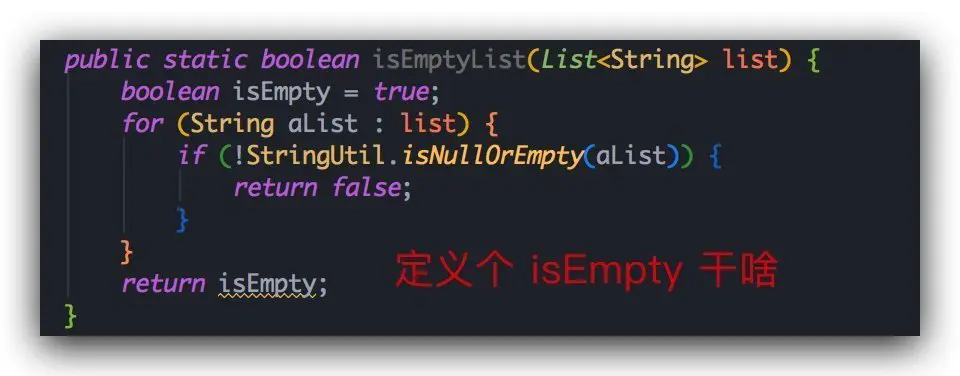 public static boolean isEmptyList(List<String> list) {
boolean isEmpty = true;
for (String aList : list) {
if (!StringUtil.isNullOrEmpty(aList)) {
return false;
}
}
return isEmpty;
定义个 isEmpty 干啥
}